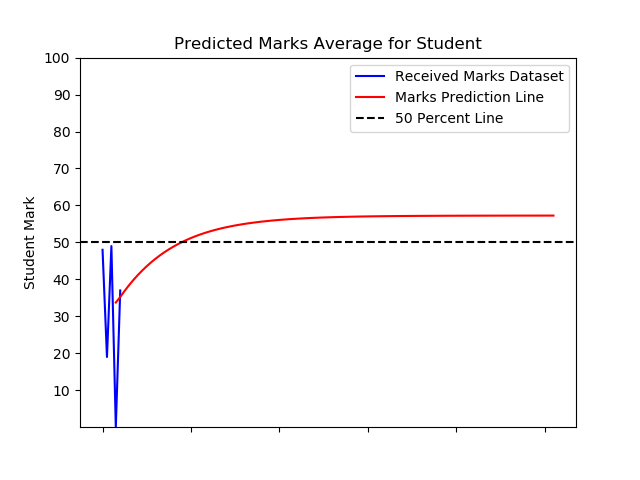 Predicted Marks Average for Student
100
90
80
70
60
50
40
30
20
10
Student Mark
Received Marks Dataset
Marks Prediction Line
50 Percent Line